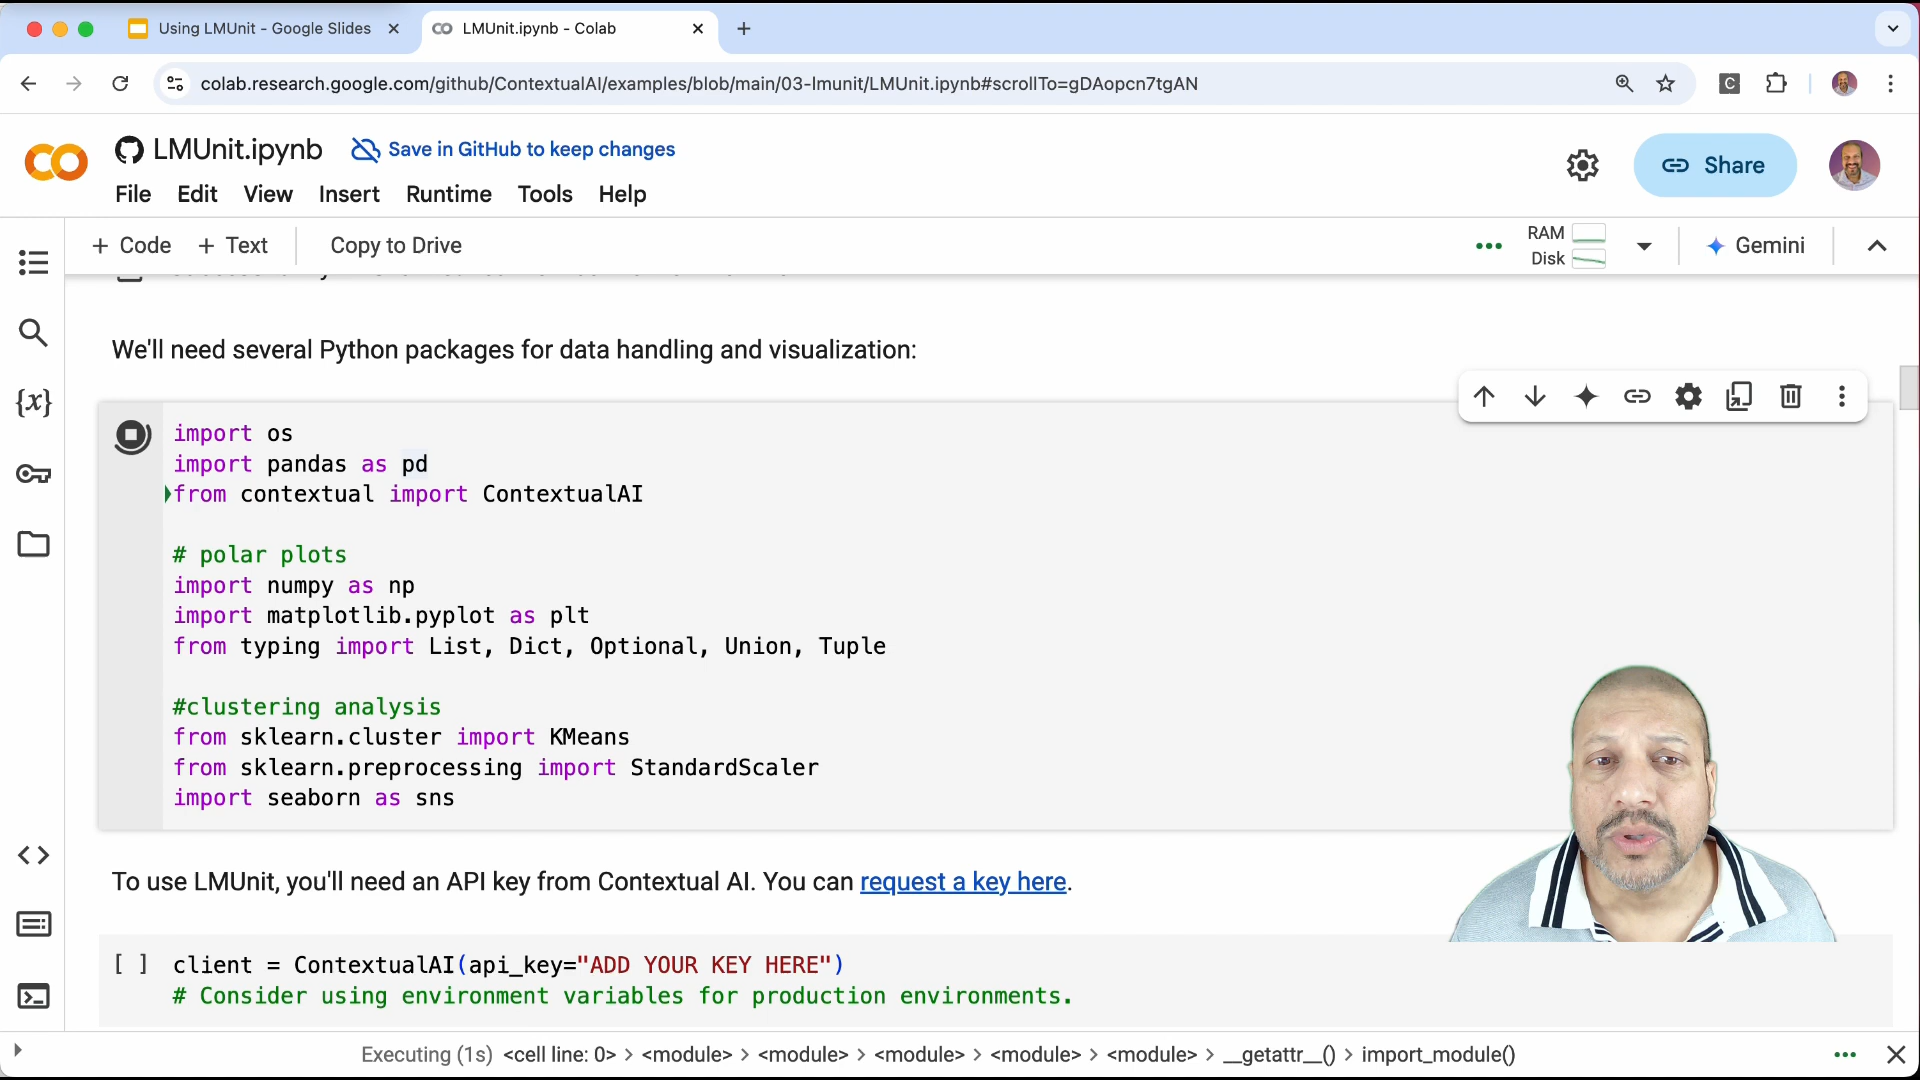 Using LMUnit - Google Slides
LMUnit.ipynb - Colab
colab.research.google.com/github/ContextualAI/examples/blob/main/03-lmunit/LMUnit.ipynb#scrollTo=gDAopcn7tgAN
LMUnit.ipynb
Save in GitHub to keep changes
Share
File Edit View Insert Runtime Tools Help
+ Code + Text
Copy to Drive
RAM
Disk
Gemini
We'll need several Python packages for data handling and visualization:
import os
import pandas as pd
from contextual import ContextualAI
# polar plots
import numpy as np
import matplotlib.pyplot as plt
from typing import List, Dict, Optional, Union, Tuple
#clustering analysis
from sklearn.cluster import KMeans
from sklearn.preprocessing import StandardScaler
import seaborn as sns
To use LMUnit, you'll need an API key from Contextual AI. You can request a key here.
[ ] client = ContextualAI(api_key="ADD YOUR KEY HERE")
# Consider using environment variables for production environments.
Executing (1s) <cell line: 0> > <module> > <module> > <module> > <module> > <module> > __getattr__() > import_module()